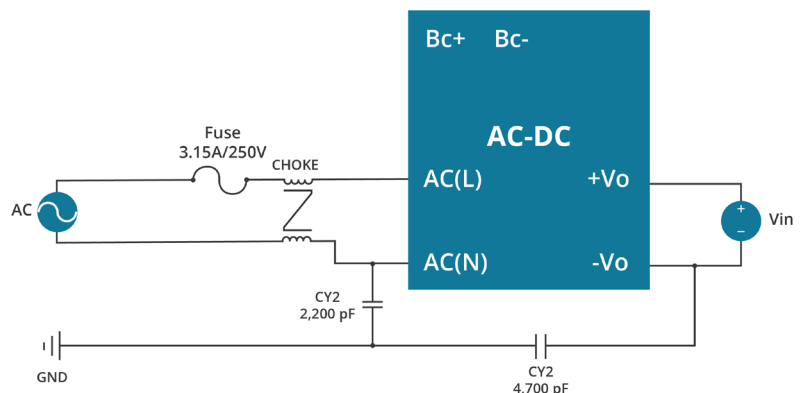 Bc+ Bc-
AC-DC
Fuse
3.15A/250V
CHOKE
AC(L)
+Vo
AC
+
−
Vin
AC(N)
-Vo
CY2
2,200 pF
GND
CY2
4,700 pF